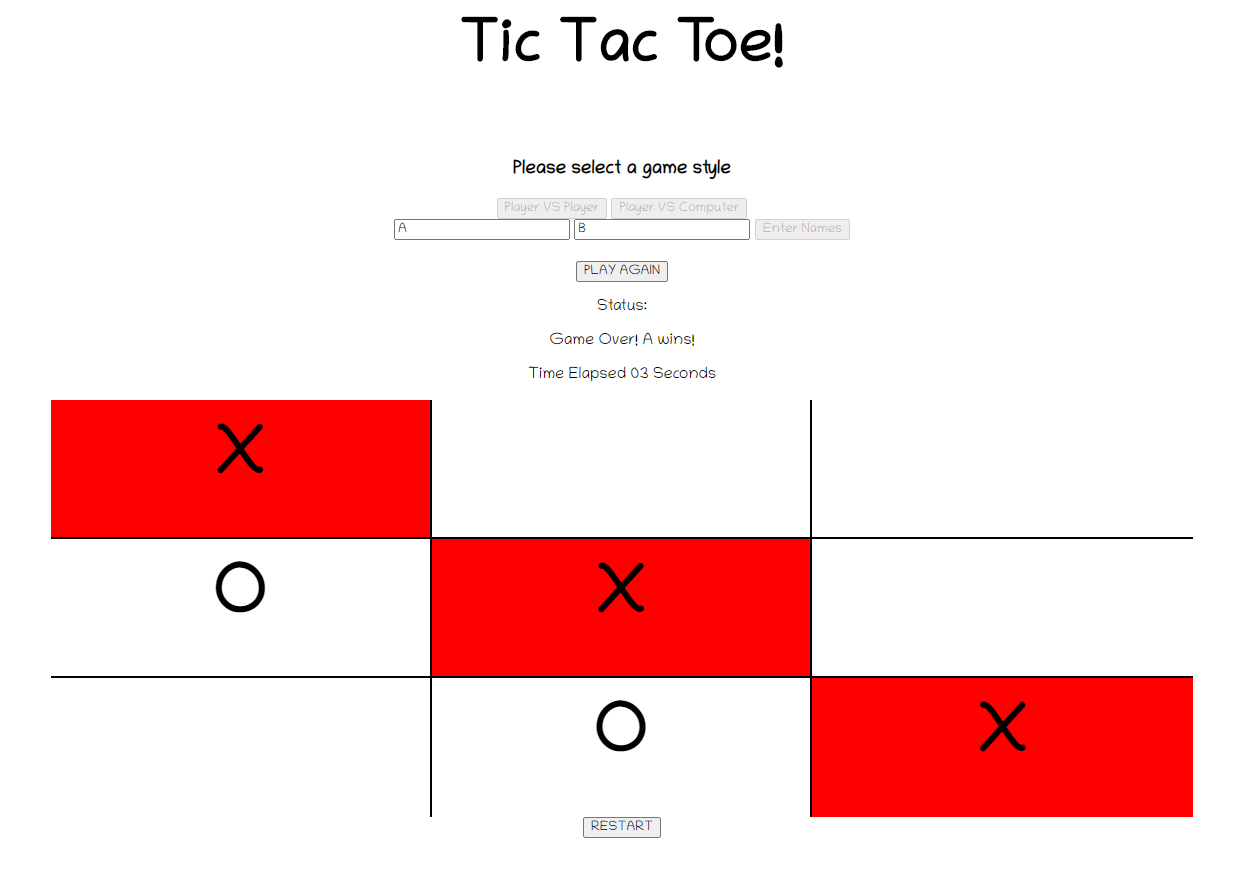 Tic Tac Toe!
Please select a game style
Player VS Player Player VS Computer
A B Enter Names
PLAY AGAIN
Status:
Game Over! A wins!
Time Elapsed 03 Seconds
X
O X
O X
RESTART